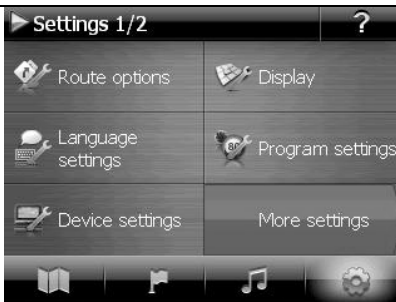 Settings 1/2
?
Route options
Display
Language
settings
Program settings
Device settings
More settings